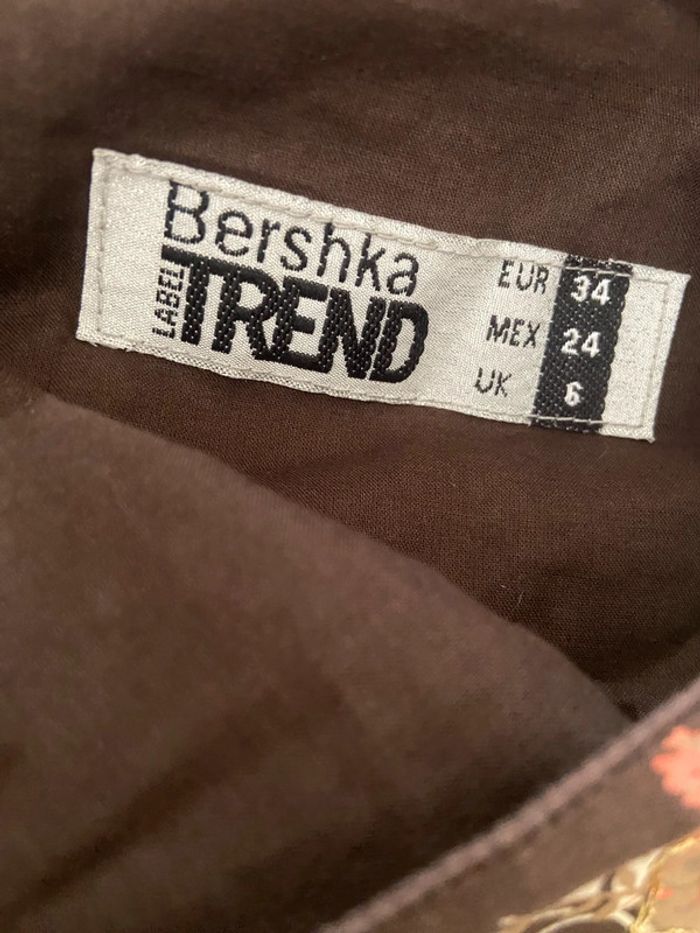 Bershka
LABEL TREND
EUR 34
MEX 24
UK 6